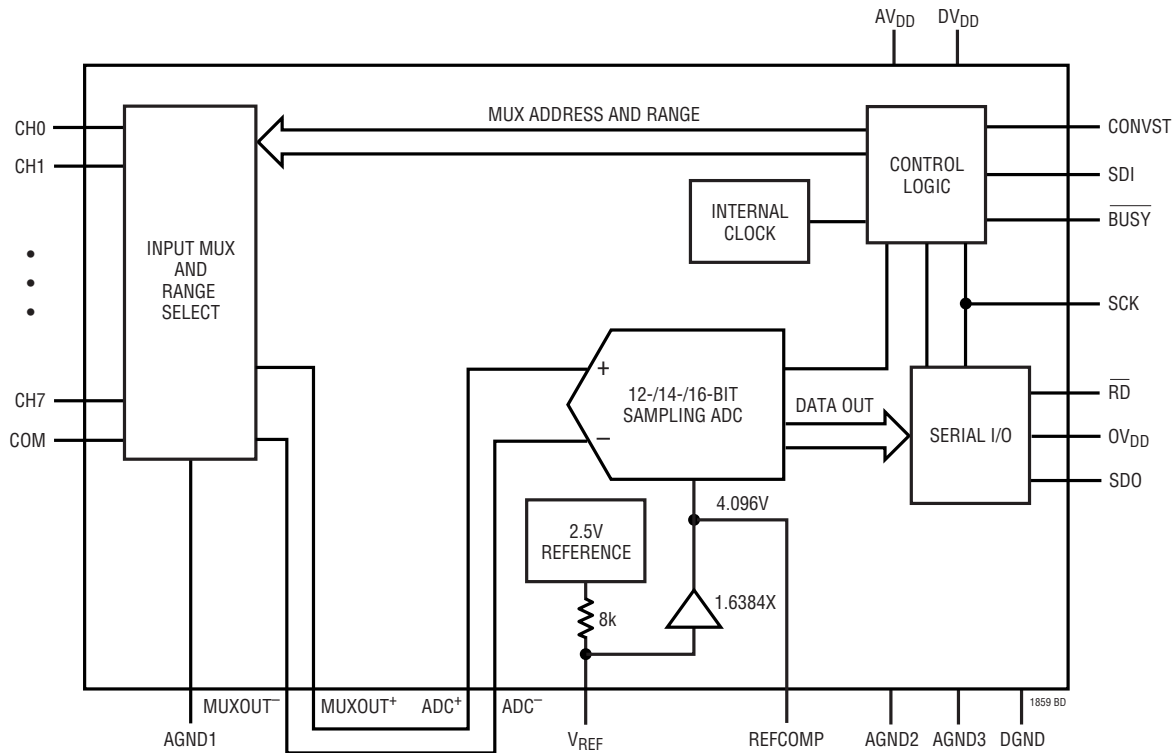 AVDD DVDD
MUX ADDRESS AND RANGE
CH0
CH1
CONTROL
LOGIC
CONVST
SDI
BUSY
INTERNAL
CLOCK
INPUT MUX
AND
RANGE
SELECT
SCK
+
12-/14-/16-BIT
SAMPLING ADC
–
DATA OUT
SERIAL I/O
RD
OVDD
SDO
CH7
COM
4.096V
2.5V
REFERENCE
1.6384X
8k
1859 BD
MUXOUT– MUXOUT+ ADC+ ADC–
AGND1 VREF REFCOMP AGND2 AGND3 DGND